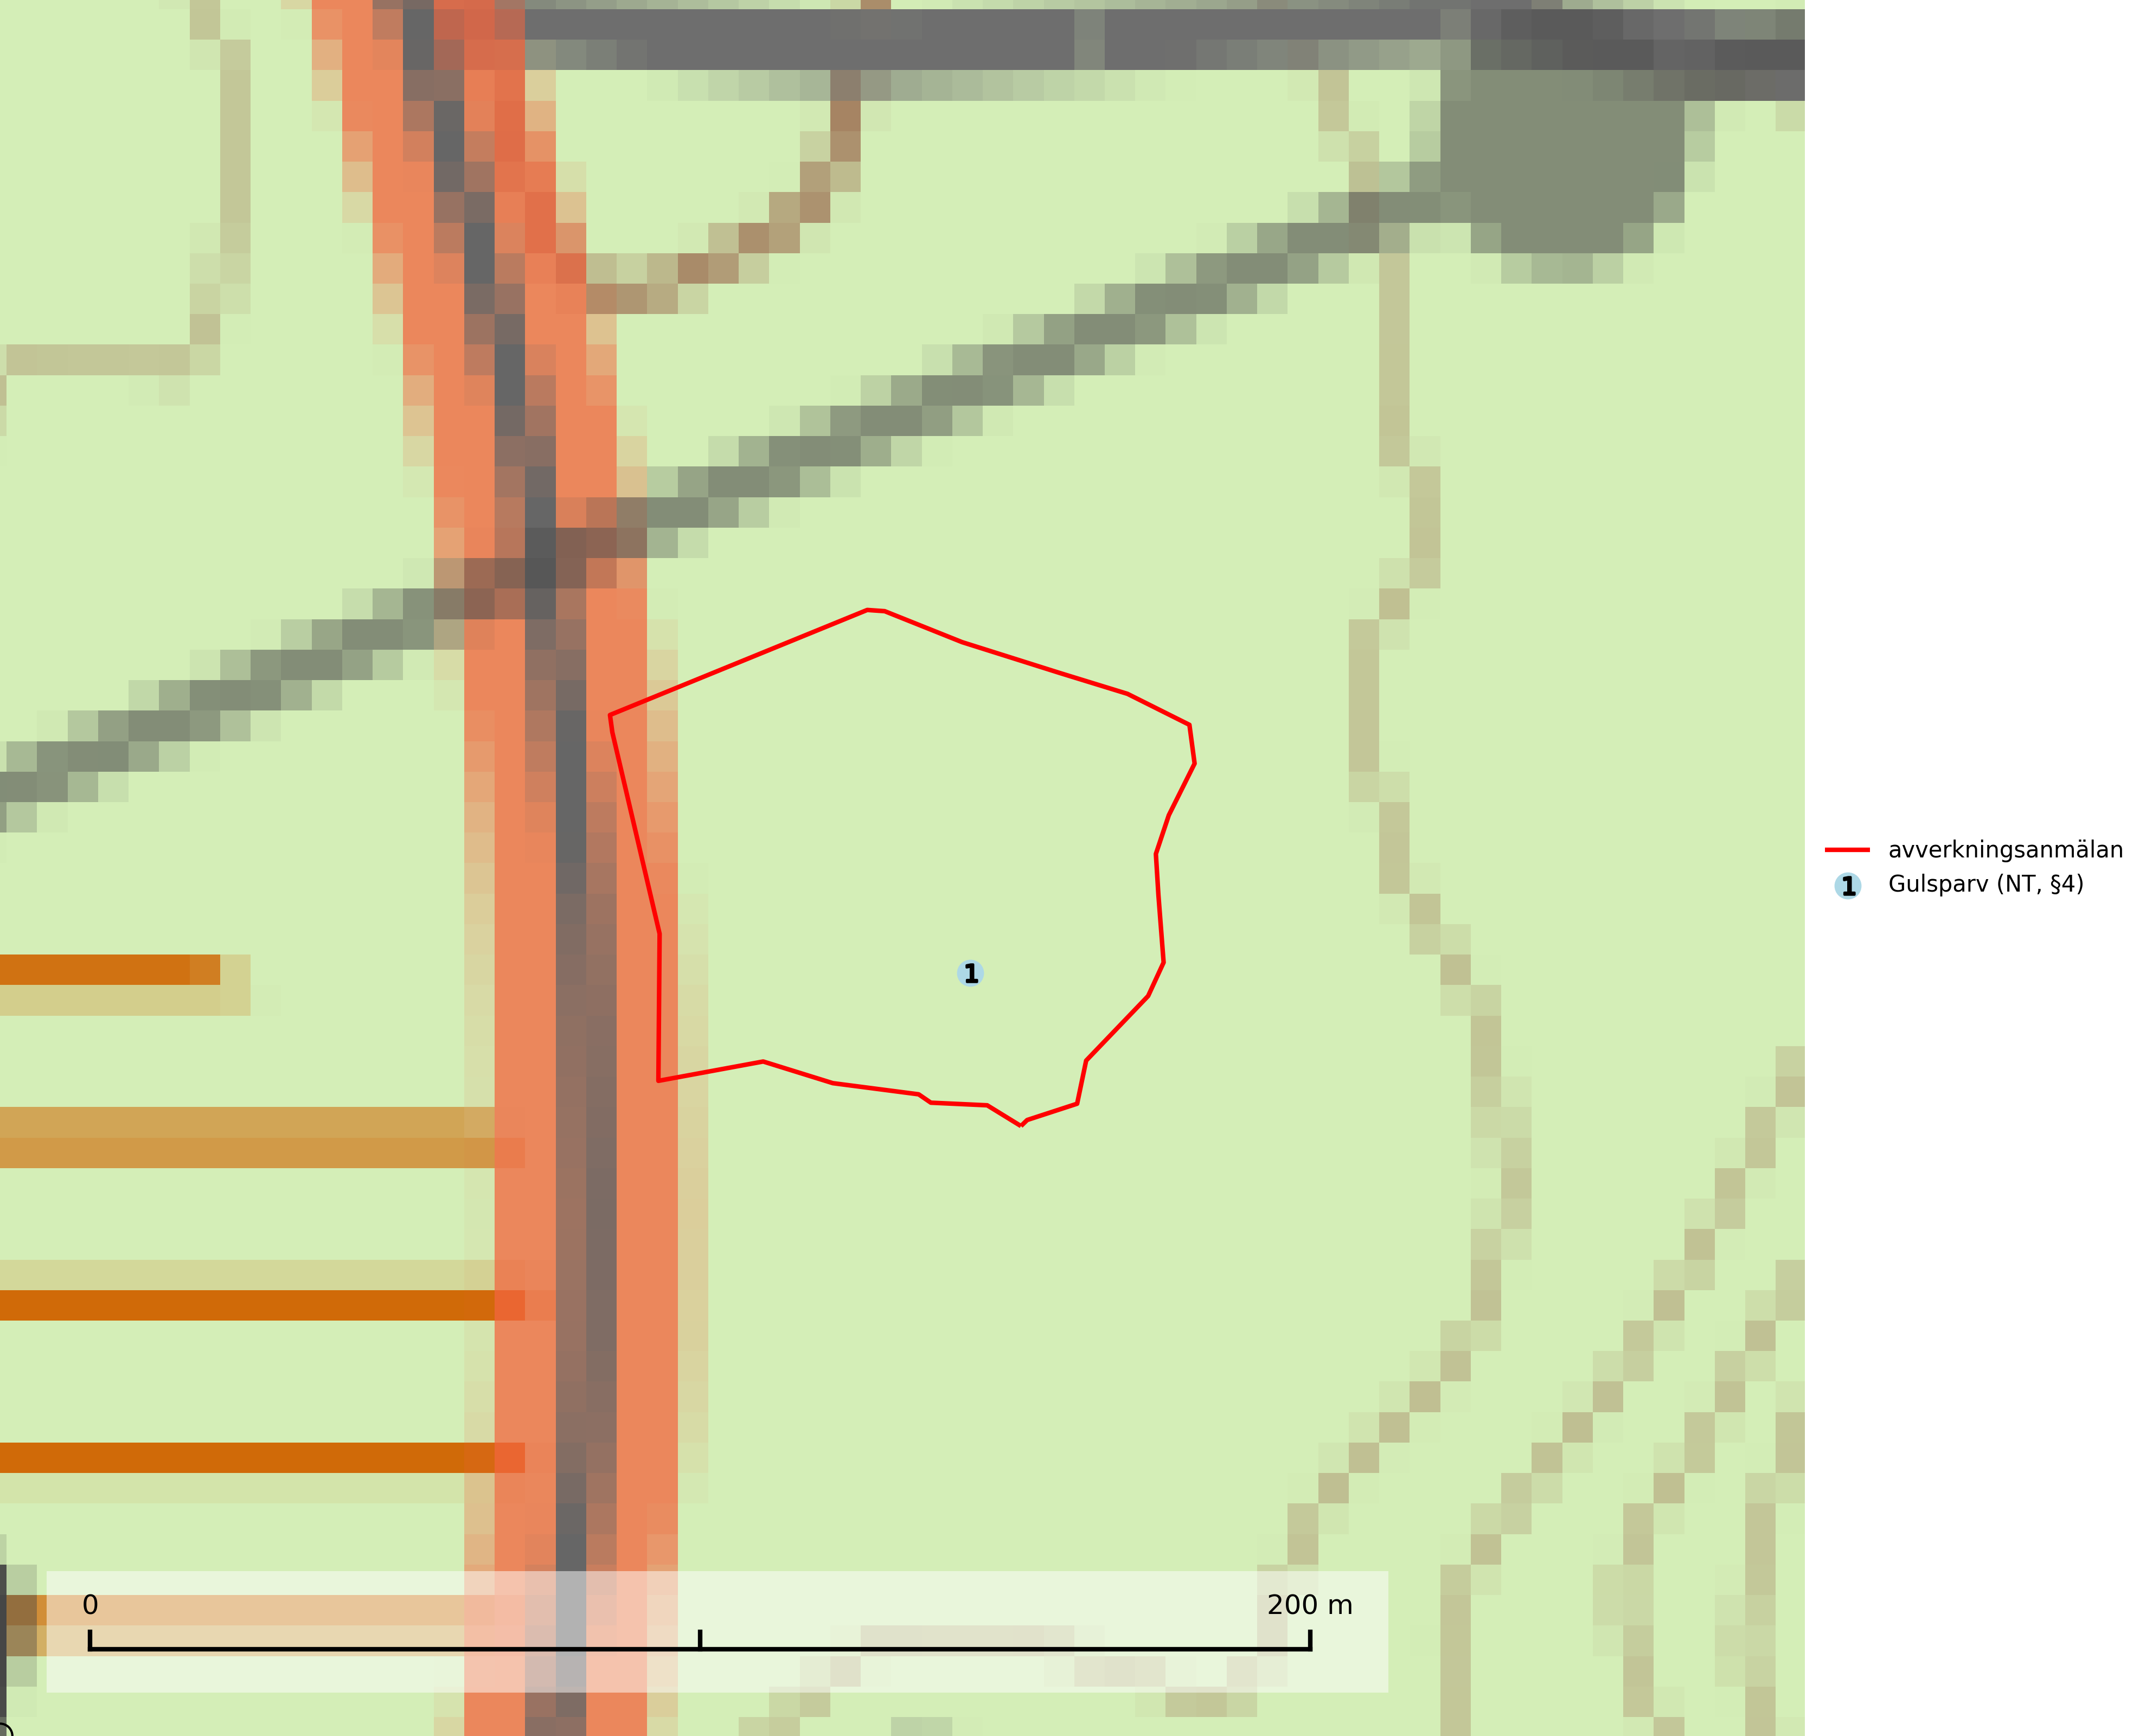 avverkningsanmälan
1 Gulsparv (NT, §4)
1
0 200 m